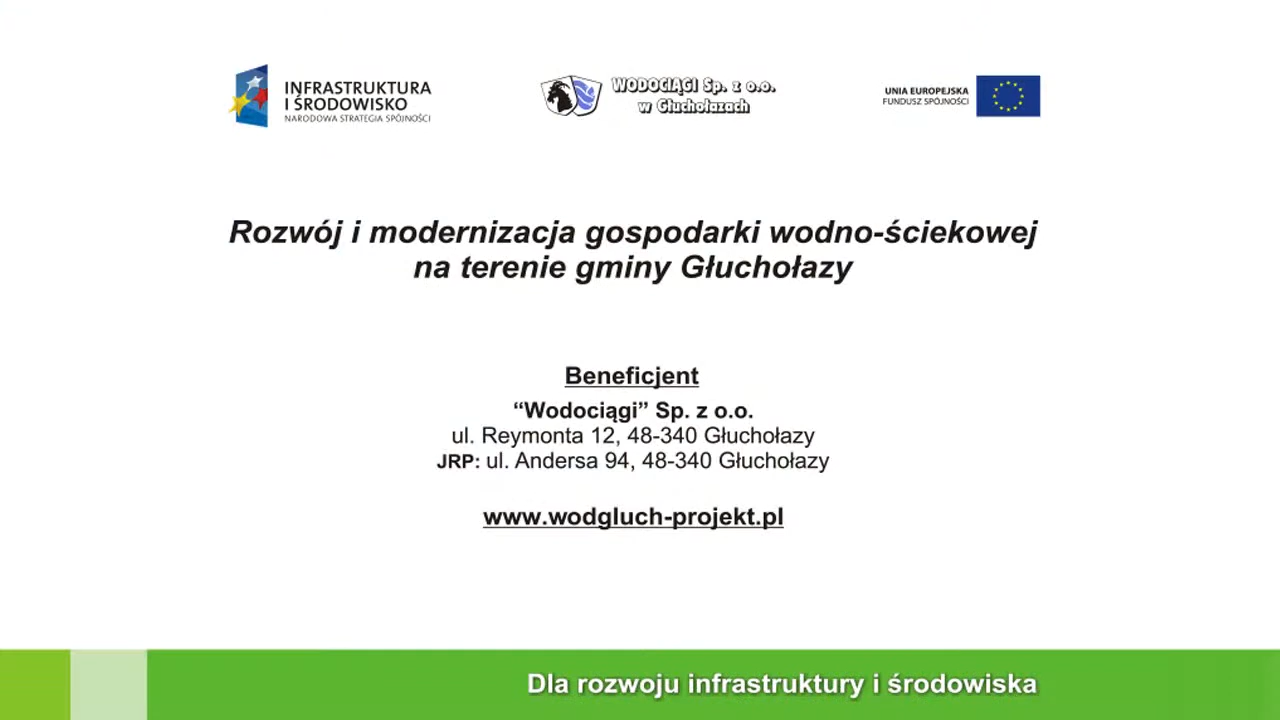 INFRASTRUKTURA
I ŚRODOWISKO
NARODOWA STRATEGIA SPÓJNOŚCI
WODOCIĄGI Sp. z o.o.
w Głuchołazach
UNIA EUROPEJSKA
FUNDUSZ SPÓJNOŚCI
Rozwój i modernizacja gospodarki wodno-ściekowej
na terenie gminy Głuchołazy
Beneficjent
“Wodociągi” Sp. z o.o.
ul. Reymonta 12, 48-340 Głuchołazy
JRP: ul. Andersa 94, 48-340 Głuchołazy
www.wodgluch-projekt.pl
Dla rozwoju infrastruktury i środowiska